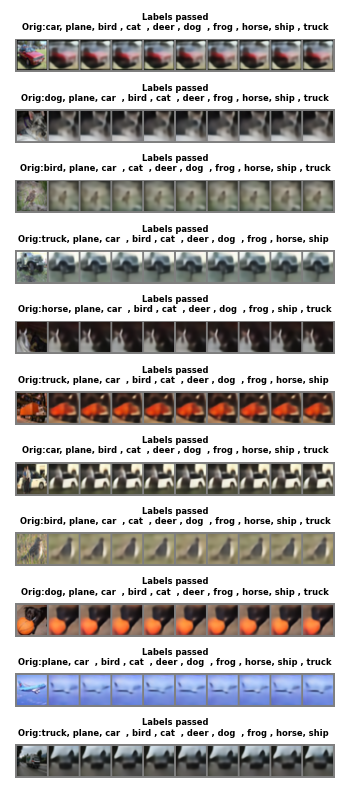 Labels passed
Orig:car, plane, bird , cat , deer , dog , frog , horse, ship , truck
Labels passed
Orig:dog, plane, car , bird , cat , deer , frog , horse, ship , truck
Labels passed
Orig:bird, plane, car , cat , deer , dog , frog , horse, ship , truck
Labels passed
Orig:truck, plane, car , bird , cat , deer , dog , frog , horse, ship
Labels passed
Orig:horse, plane, car , bird , cat , deer , dog , frog , ship , truck
Labels passed
Orig:truck, plane, car , bird , cat , deer , dog , frog , horse, ship
Labels passed
Orig:car, plane, bird , cat , deer , dog , frog , horse, ship , truck
Labels passed
Orig:bird, plane, car , cat , deer , dog , frog , horse, ship , truck
Labels passed
Orig:dog, plane, car , bird , cat , deer , frog , horse, ship , truck
Labels passed
Orig:plane, car , bird , cat , deer , dog , frog , horse, ship , truck
Labels passed
Orig:truck, plane, car , bird , cat , deer , dog , frog , horse, ship